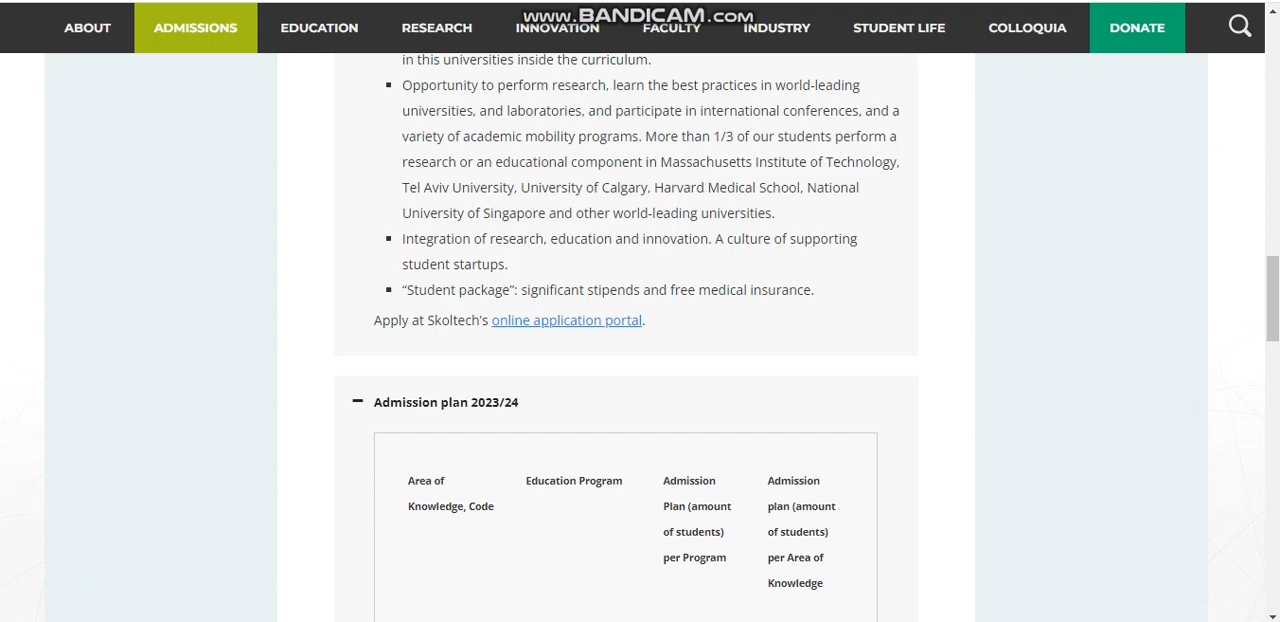 www.BANDICAM.com
ABOUT ADMISSIONS EDUCATION RESEARCH INNOVATION FACULTY INDUSTRY STUDENT LIFE COLLOQUIA DONATE
in this universities inside the curriculum.
▪ Opportunity to perform research, learn the best practices in world-leading
universities, and laboratories, and participate in international conferences, and a
variety of academic mobility programs. More than 1/3 of our students perform a
research or an educational component in Massachusetts Institute of Technology,
Tel Aviv University, University of Calgary, Harvard Medical School, National
University of Singapore and other world-leading universities.
▪ Integration of research, education and innovation. A culture of supporting
student startups.
▪ “Student package”: significant stipends and free medical insurance.
Apply at Skoltech’s online application portal.
Admission plan 2023/24
Area of Education Program Admission Admission
Knowledge, Code Plan (amount plan (amount
of students) of students)
per Program per Area of
Knowledge